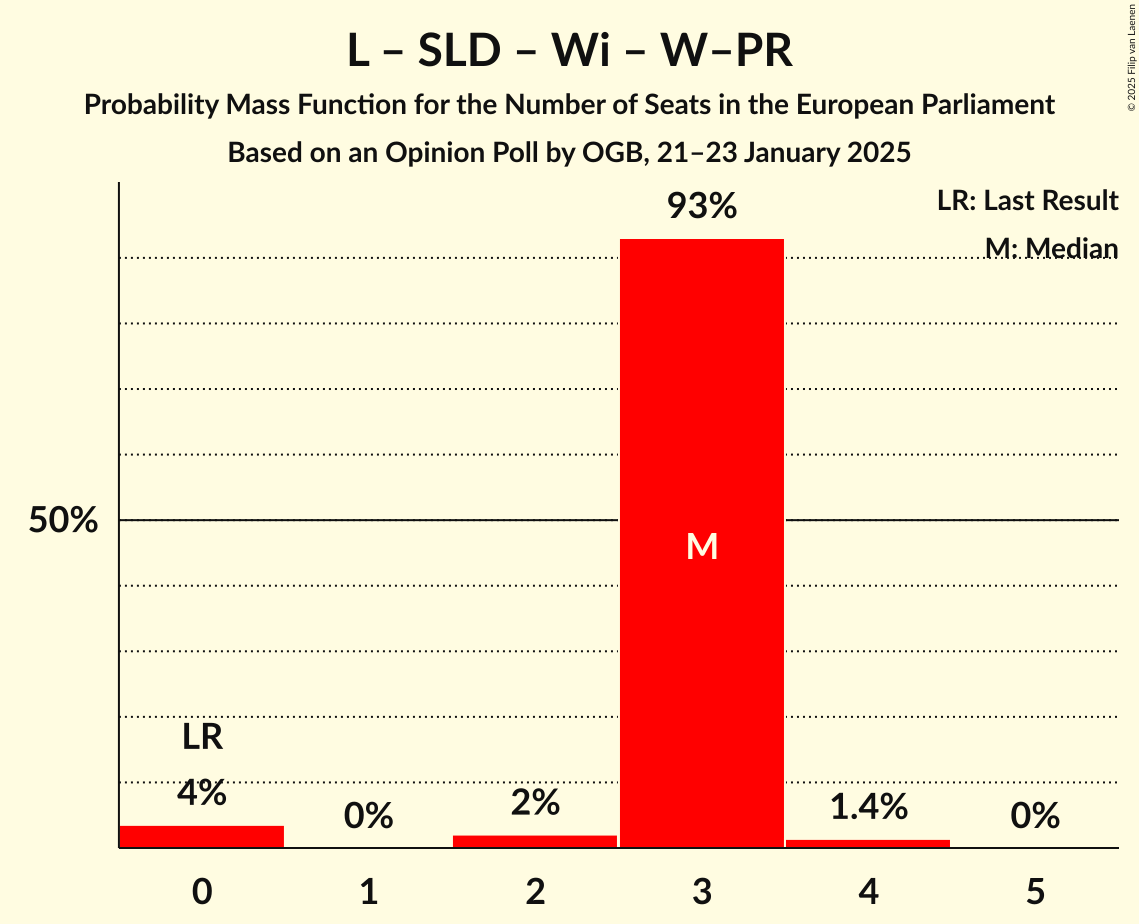 L – SLD – Wi – W–PR
Probability Mass Function for the Number of Seats in the European Parliament
Based on an Opinion Poll by OGB, 21–23 January 2025
© 2025 Filip van Laenen
LR: Last Result
M: Median
93%
50%
M
LR
4%
0%
2%
1.4%
0%
0 1 2 3 4 5